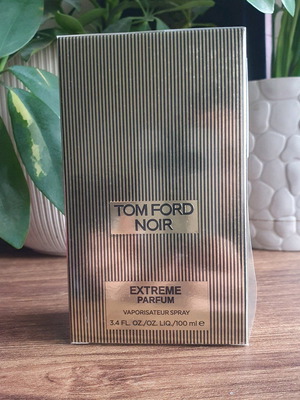 TOM FORD
NOIR
EXTREME
PARFUM
VAPORISATEUR SPRAY
3.4 FL. OZ./OZ. LIQ./100 ml ℮